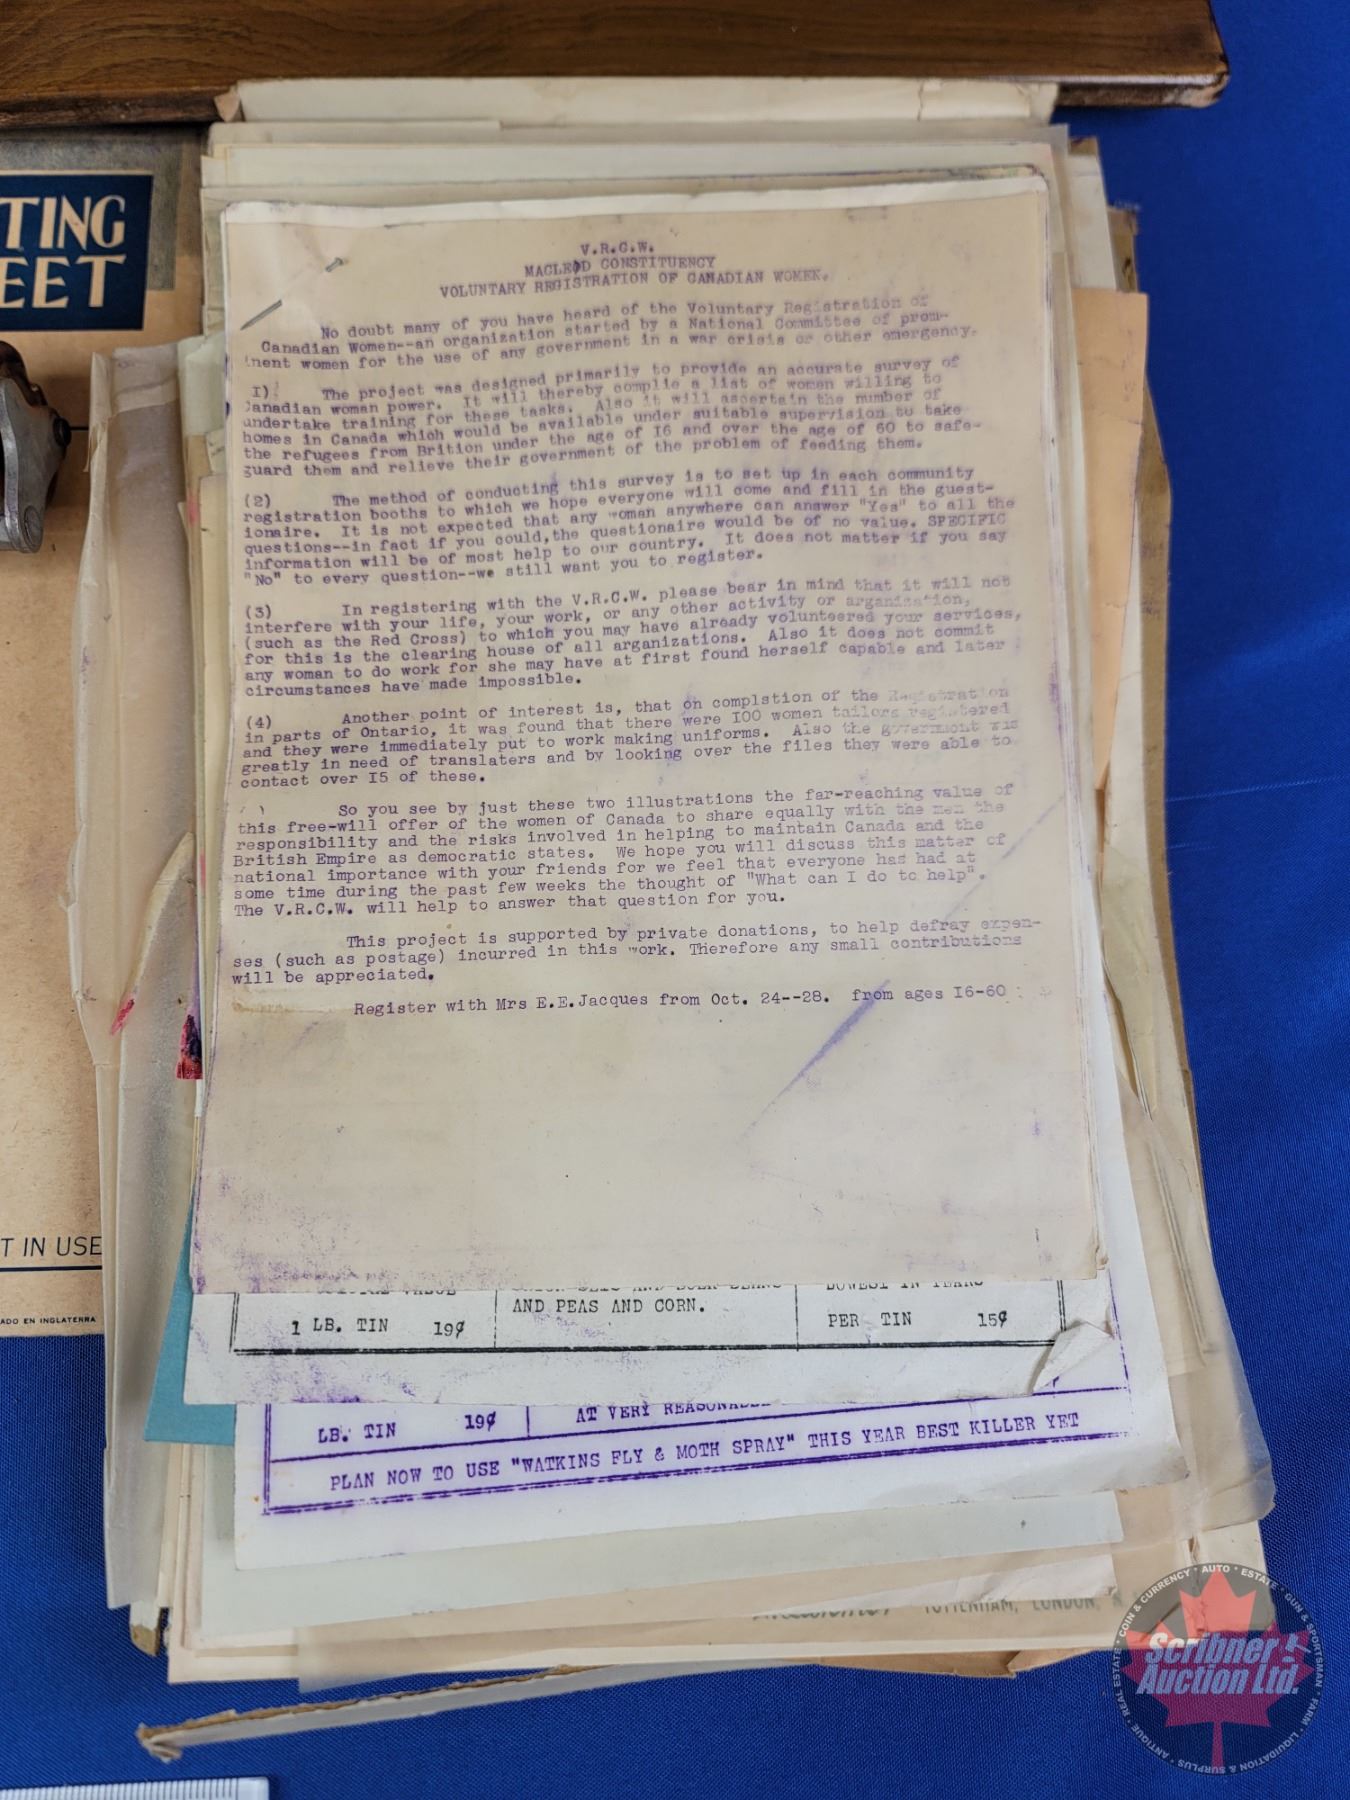 TING
EET
V.R.C.W.
MACLEOD CONSTITUENCY
VOLUNTARY REGISTRATION OF CANADIAN WOMEN.
No doubt many of you have heard of the Voluntary Registration of
Canadian Women--an organization started by a National Committee of prom-
inent women for the use of any government in a war crisis or other emergency.
I) The project was designed primarily to provide an accurate survey of
Canadian woman power. It will thereby complie a list of women willing to
undertake training for these tasks. Also it will ascertain the number of
homes in Canada which would be available under suitable supervision to take
the refugees from Brition under the age of I6 and over the age of 60 to safe-
guard them and relieve their government of the problem of feeding them.
(2) The method of conducting this survey is to set up in each community
registration booths to which we hope everyone will come and fill in the quest-
ionaire. It is not expected that any woman anywhere can answer "Yes" to all the
questions--in fact if you could,the questionaire would be of no value. SPECIFIC
information will be of most help to our country. It does not matter if you say
"No" to every question--we still want you to register.
(3) In registering with the V.R.C.W. please bear in mind that it will not
interfere with your life, your work, or any other activity or arganization,
(such as the Red Cross) to which you may have already volunteered your services,
for this is the clearing house of all arganizations. Also it does not commit
any woman to do work for she may have at first found herself capable and later
circumstances have made impossible.
(4) Another point of interest is, that on complstion of the Registration
in parts of Ontario, it was found that there were I00 women tailors registered
and they were immediately put to work making uniforms. Also the government was
greatly in need of translaters and by looking over the files they were able to
contact over I5 of these.
( ) So you see by just these two illustrations the far-reaching value of
this free-will offer of the women of Canada to share equally with the men the
responsibility and the risks involved in helping to maintain Canada and the
British Empire as democratic states. We hope you will discuss this matter of
national importance with your friends for we feel that everyone has had at
some time during the past few weeks the thought of "What can I do to help".
The V.R.C.W. will help to answer that question for you.
This project is supported by private donations, to help defray expen-
ses (such as postage) incurred in this work. Therefore any small contributions
will be appreciated.
Register with Mrs E.E.Jacques from Oct. 24--28. from ages I6-60
T IN USE
ADO EN INGLATERRA
VALUE
AND BULK BEANS
AND PEAS AND CORN.
LOWEST IN YEARS
1 LB. TIN 19¢
PER TIN 15¢
LB. TIN 19¢
AT VERY REASONABLE
PLAN NOW TO USE "WATKINS FLY & MOTH SPRAY" THIS YEAR BEST KILLER YET
TOTTENHAM, LONDON, N
Scribner
Auction Ltd.
REAL ESTATE • COIN & CURRENCY • AUTO • ESTATE • GUN & SPORTSMAN • FARM • LIQUIDATION & SURPLUS • ANTIQUE